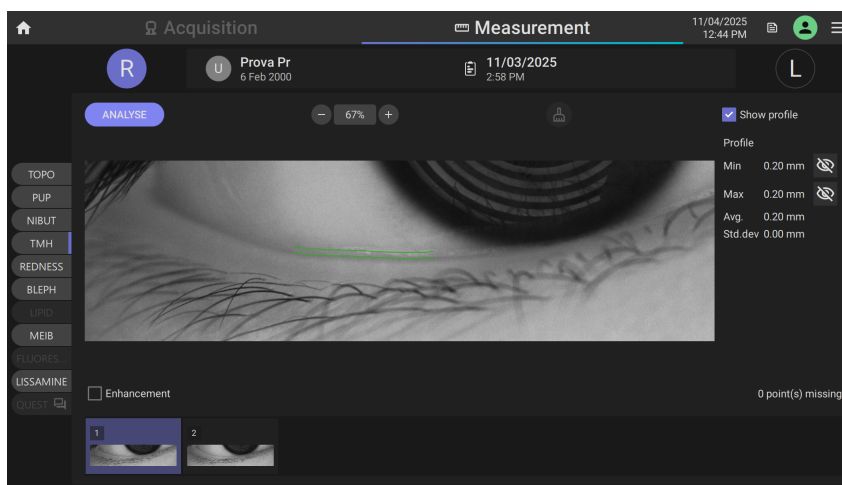 Acquisition
Measurement
11/04/2025
12:44 PM
R
U
Prova Pr
6 Feb 2000
11/03/2025
2:58 PM
L
ANALYSE
67%
Show profile
Profile
Min 0.20 mm
Max 0.20 mm
Avg. 0.20 mm
Std.dev 0.00 mm
TOPO
PUP
NIBUT
TMH
REDNESS
BLEPH
LIPID
MEIB
FLUORES...
LISSAMINE
QUEST
Enhancement
0 point(s) missing
1
2